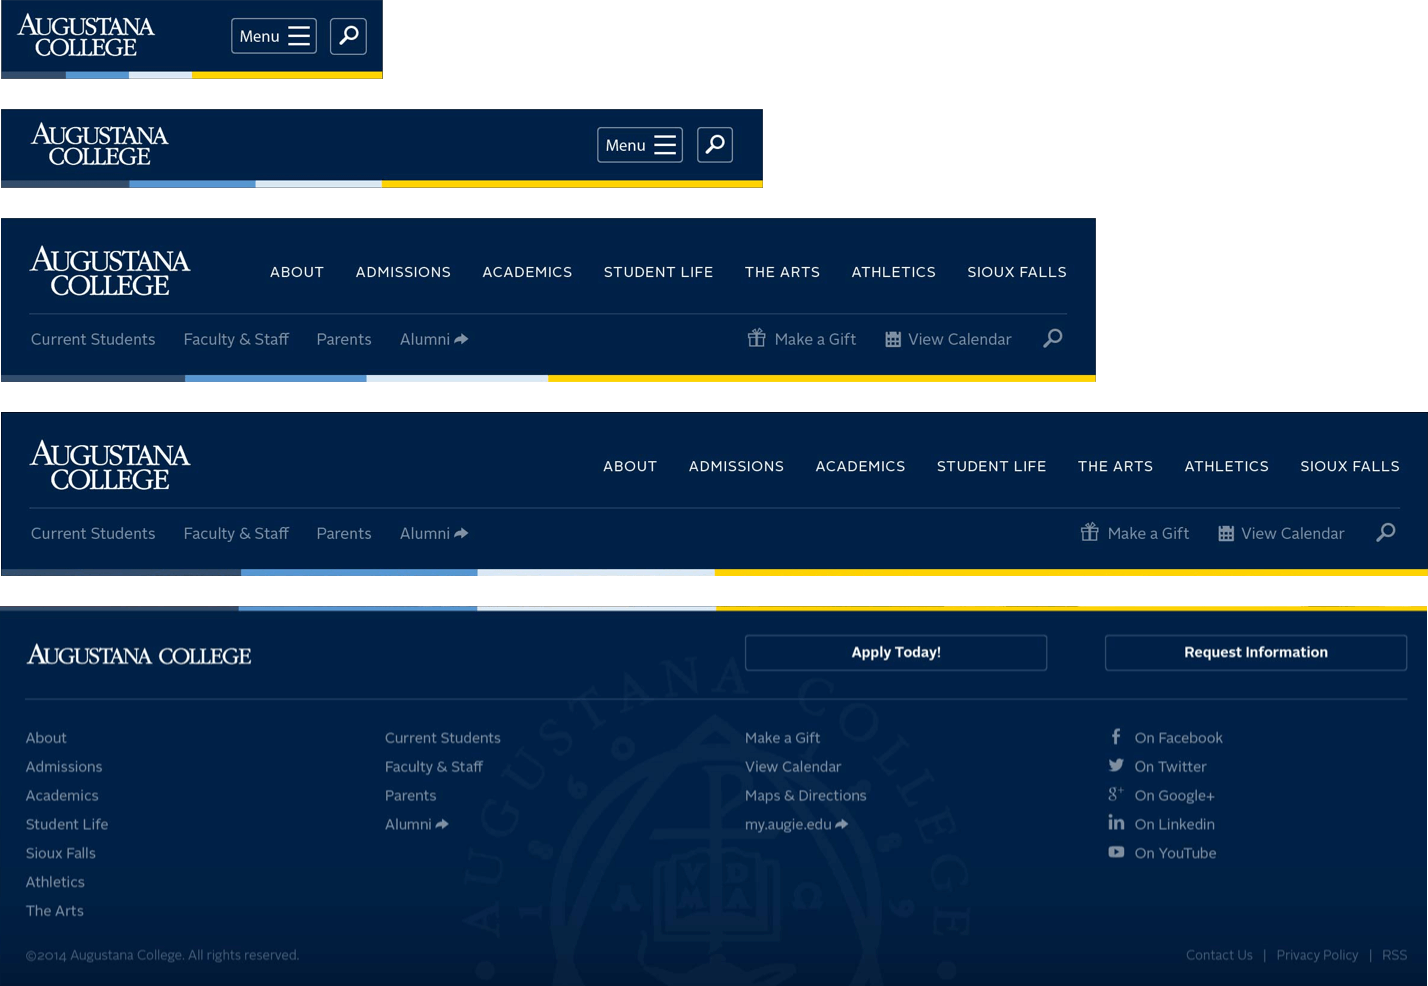 AUGUSTANA
COLLEGE
Menu
AUGUSTANA
COLLEGE
Menu
AUGUSTANA
COLLEGE
ABOUT ADMISSIONS ACADEMICS STUDENT LIFE THE ARTS ATHLETICS SIOUX FALLS
Current Students Faculty & Staff Parents Alumni Make a Gift View Calendar
AUGUSTANA
COLLEGE
ABOUT ADMISSIONS ACADEMICS STUDENT LIFE THE ARTS ATHLETICS SIOUX FALLS
Current Students Faculty & Staff Parents Alumni Make a Gift View Calendar
AUGUSTANA COLLEGE
Apply Today!
Request Information
About
Admissions
Academics
Student Life
Sioux Falls
Athletics
The Arts
Current Students
Faculty & Staff
Parents
Alumni
Make a Gift
View Calendar
Maps & Directions
my.augie.edu
On Facebook
On Twitter
On Google+
On Linkedin
On YouTube
AUGUSTANA COLLEGE
1860
1889
VDMA
Α Ω
©2014 Augustana College. All rights reserved.
Contact Us | Privacy Policy | RSS